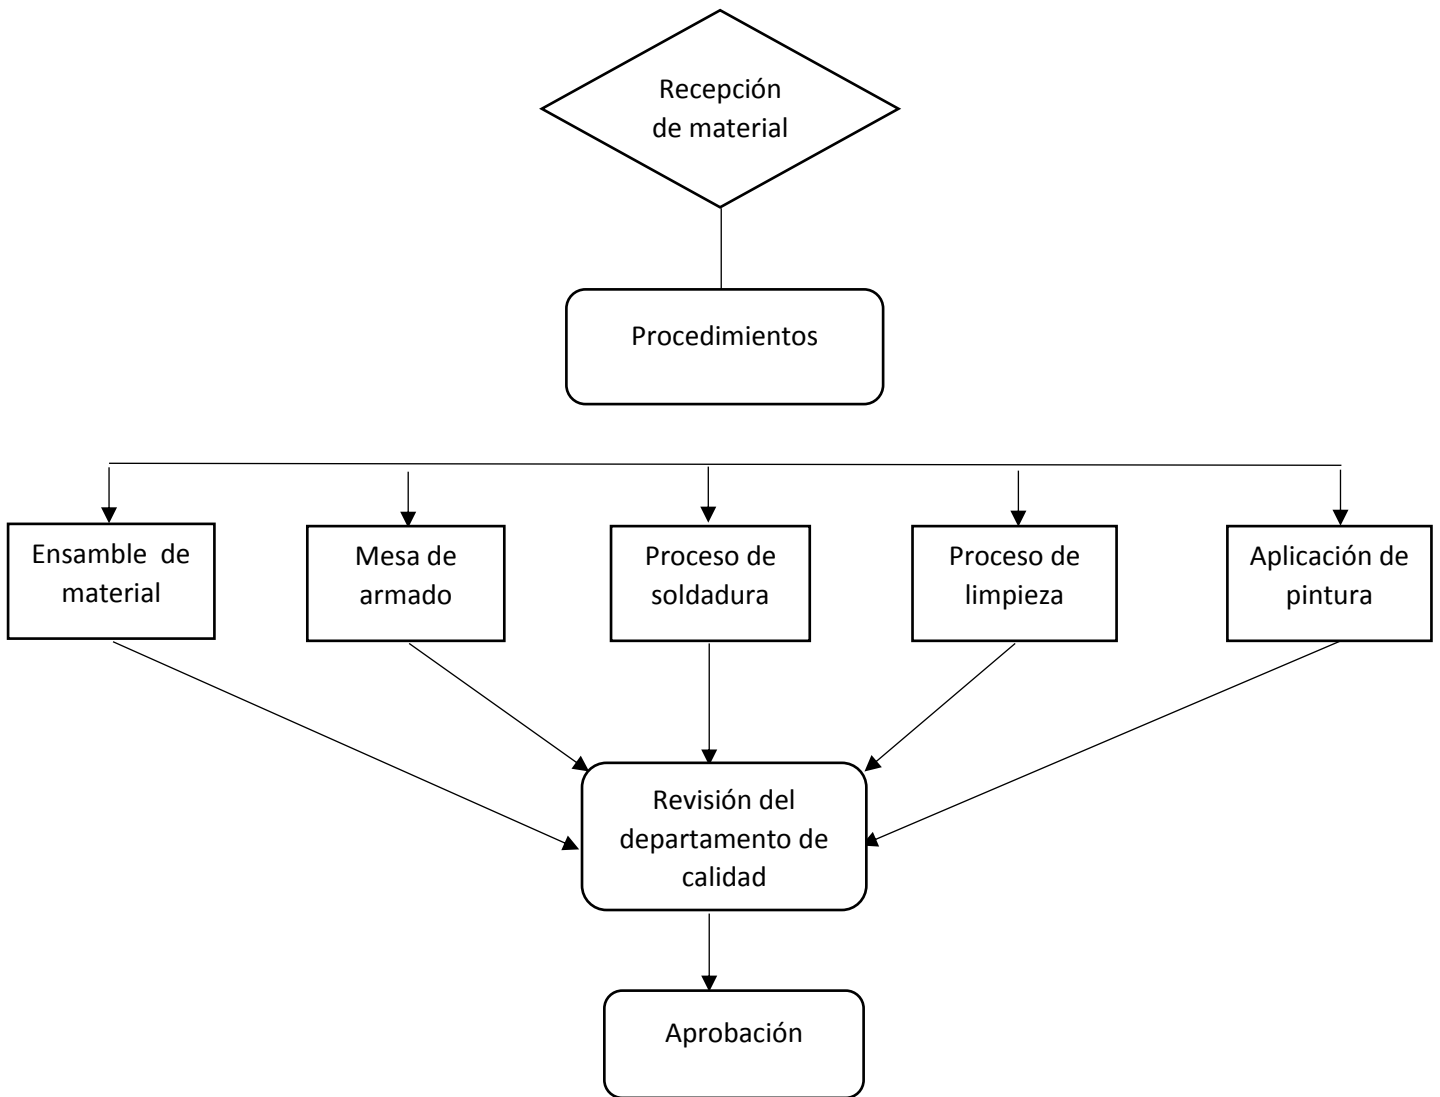 Recepción
de material
Procedimientos
Ensamble  de
material
Mesa de
armado
Proceso de
soldadura
Proceso de
limpieza
Aplicación de
pintura
Revisión del
departamento de
calidad
Aprobación